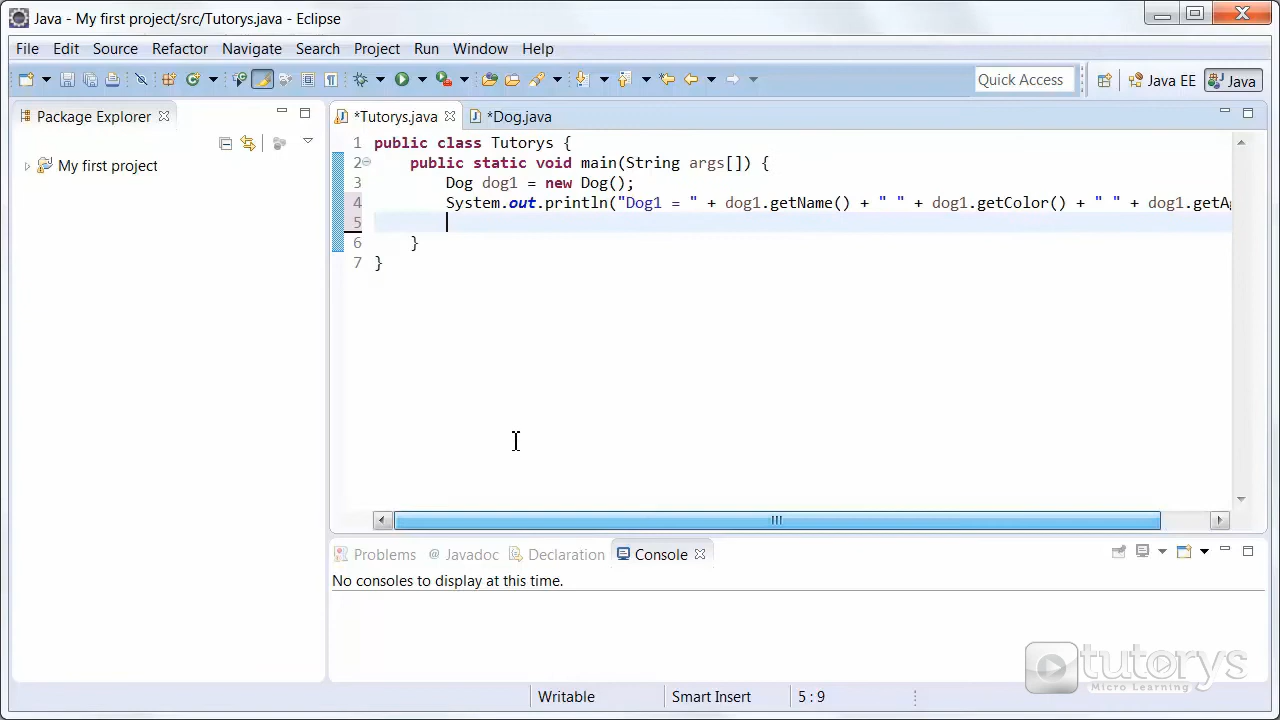 Java - My first project/src/Tutorys.java - Eclipse
File Edit Source Refactor Navigate Search Project Run Window Help
Quick Access Java EE Java
Package Explorer
My first project
*Tutorys.java *Dog.java
1 public class Tutorys {
2 public static void main(String args[]) {
3 Dog dog1 = new Dog();
4 System.out.println("Dog1 = " + dog1.getName() + " " + dog1.getColor() + " " + dog1.getA
5
6 }
7 }
Problems @ Javadoc Declaration Console
No consoles to display at this time.
tutorys
Micro Learning
Writable Smart Insert 5 : 9